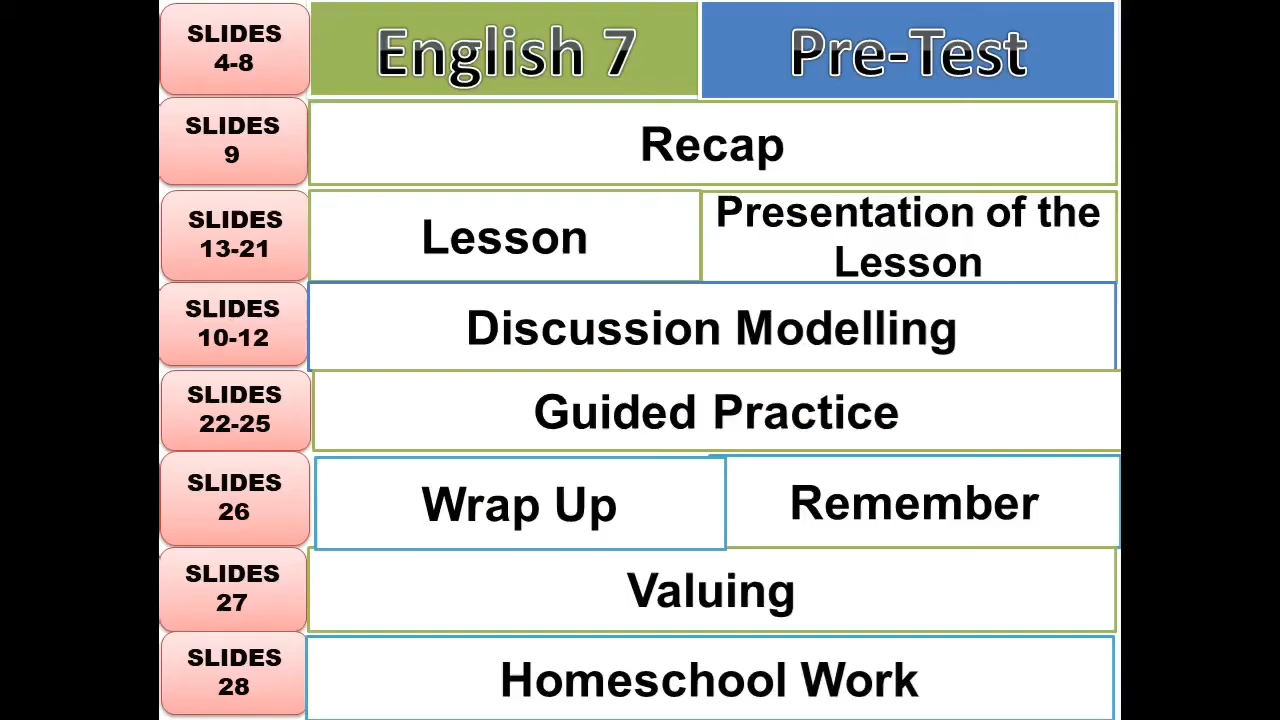 SLIDES
4-8
English 7
Pre-Test
SLIDES
9
Recap
SLIDES
13-21
Lesson
Presentation of the
Lesson
SLIDES
10-12
Discussion Modelling
SLIDES
22-25
Guided Practice
SLIDES
26
Wrap Up
Remember
SLIDES
27
Valuing
SLIDES
28
Homeschool Work